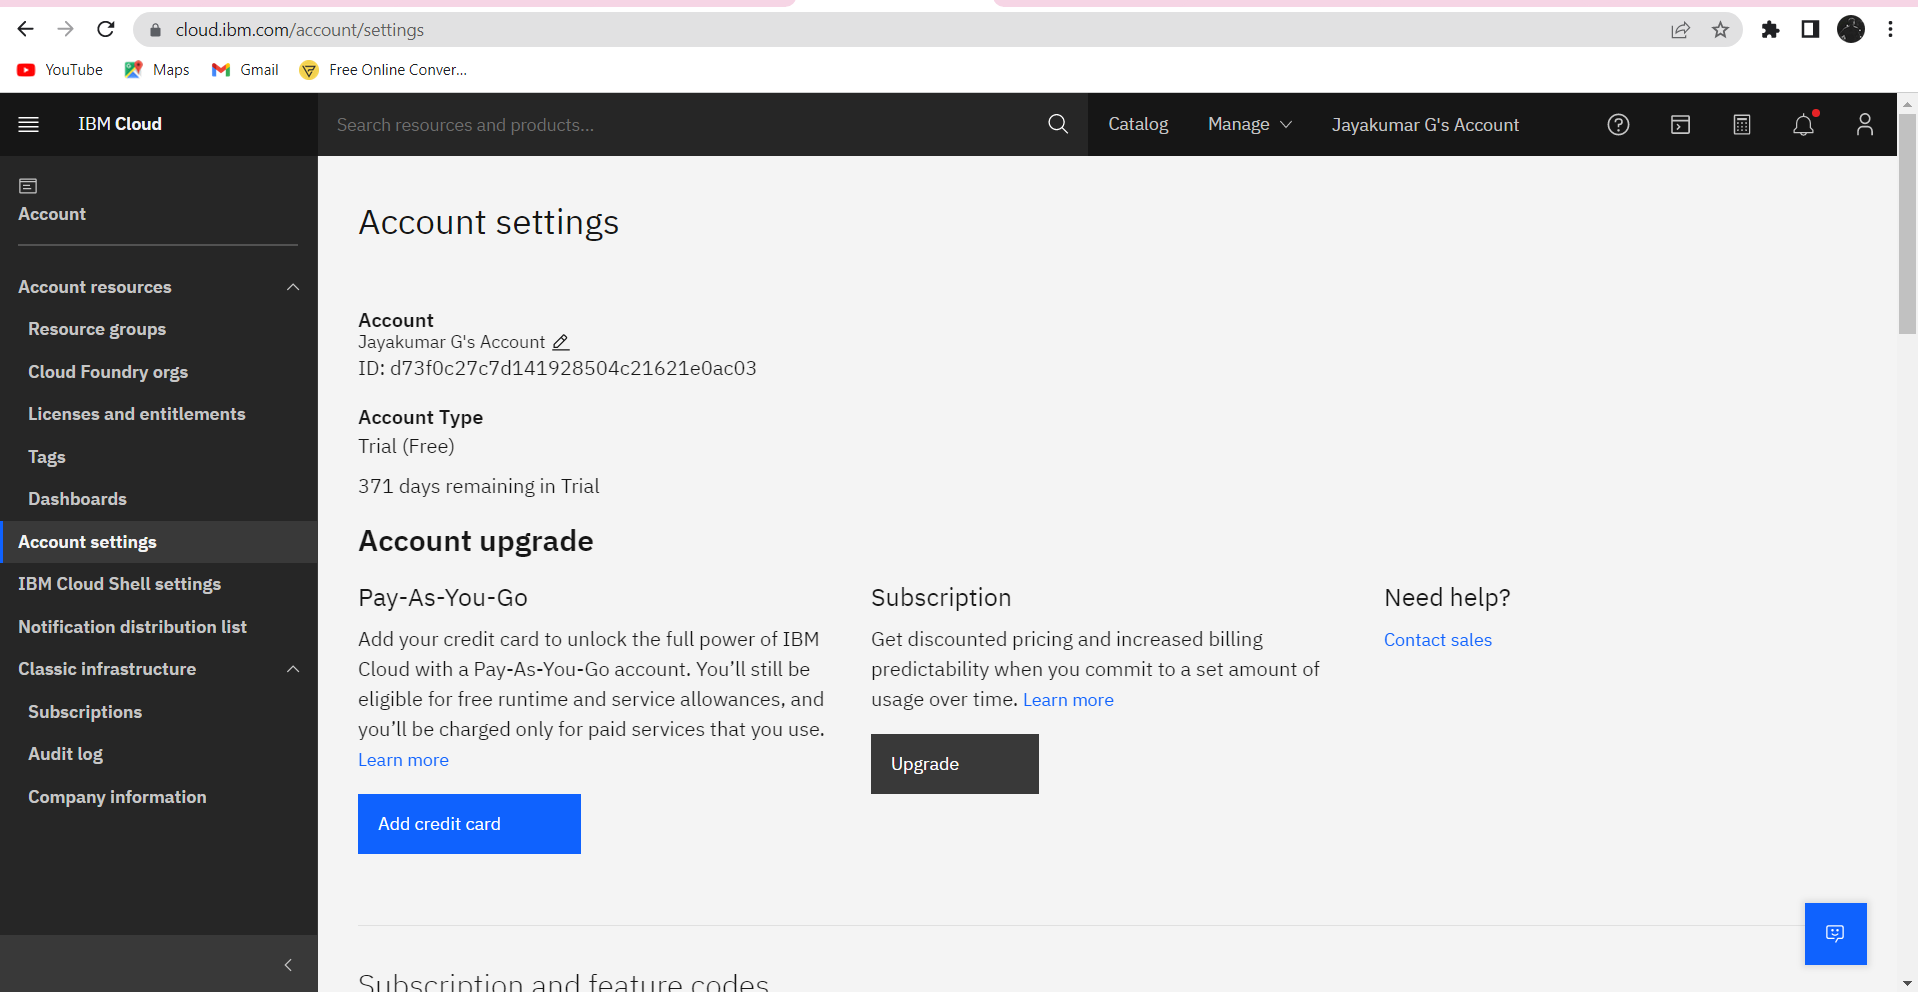 cloud.ibm.com/account/settings
YouTube
Maps
Gmail
Free Online Conver...
IBM Cloud
Search resources and products...
Catalog
Manage
Jayakumar G's Account
Account
Account resources
Resource groups
Cloud Foundry orgs
Licenses and entitlements
Tags
Dashboards
Account settings
IBM Cloud Shell settings
Notification distribution list
Classic infrastructure
Subscriptions
Audit log
Company information
Account settings
Account
Jayakumar G's Account
ID: d73f0c27c7d141928504c21621e0ac03
Account Type
Trial (Free)
371 days remaining in Trial
Account upgrade
Pay-As-You-Go
Add your credit card to unlock the full power of IBM
Cloud with a Pay-As-You-Go account. You’ll still be
eligible for free runtime and service allowances, and
you’ll be charged only for paid services that you use.
Learn more
Add credit card
Subscription
Get discounted pricing and increased billing
predictability when you commit to a set amount of
usage over time. Learn more
Upgrade
Need help?
Contact sales
Subscription and feature codes